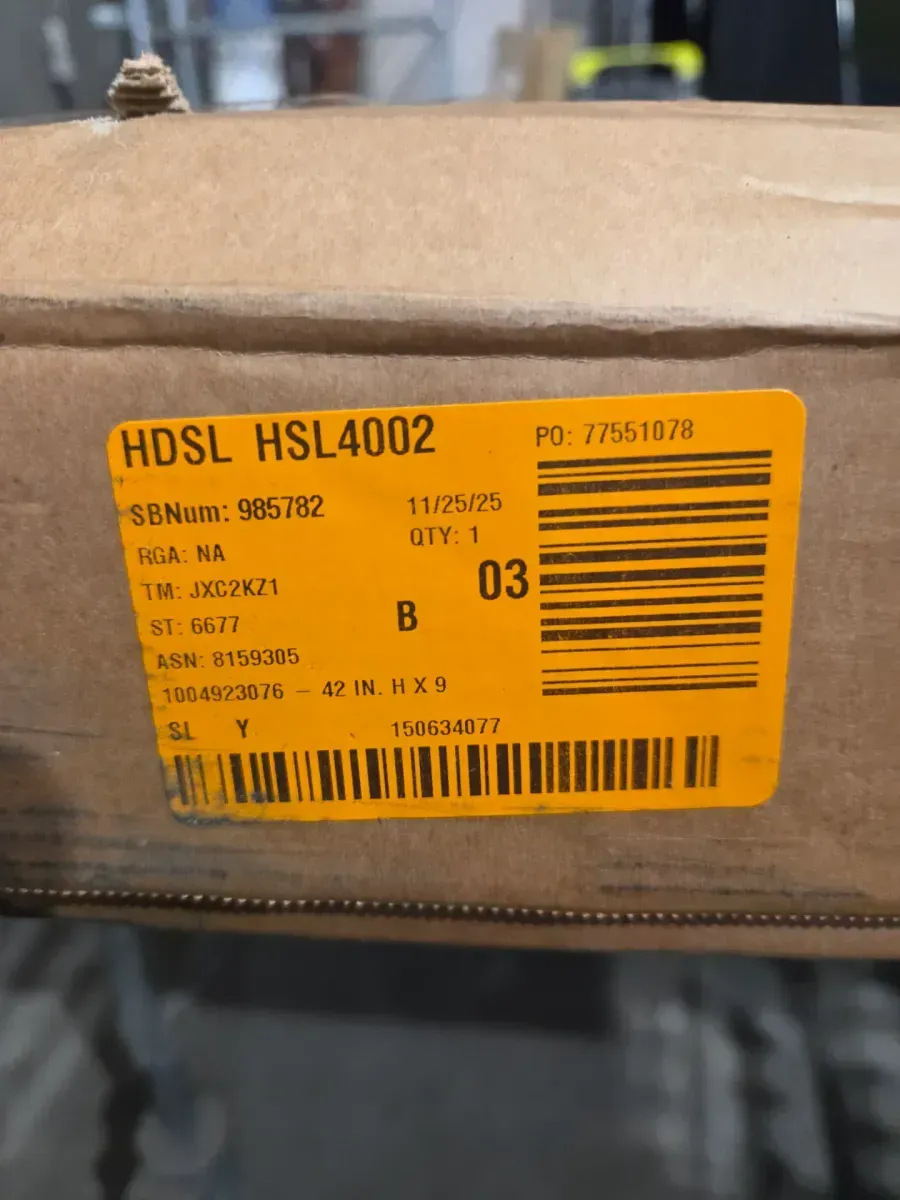 HDSL HSL4002
PO: 77551078
SBNum: 985782
11/25/25
RGA: NA
QTY: 1
TM: JXC2KZ1
03
ST: 6677
B
ASN: 8159305
1004923076 - 42 IN. H X 9
SL Y
150634077